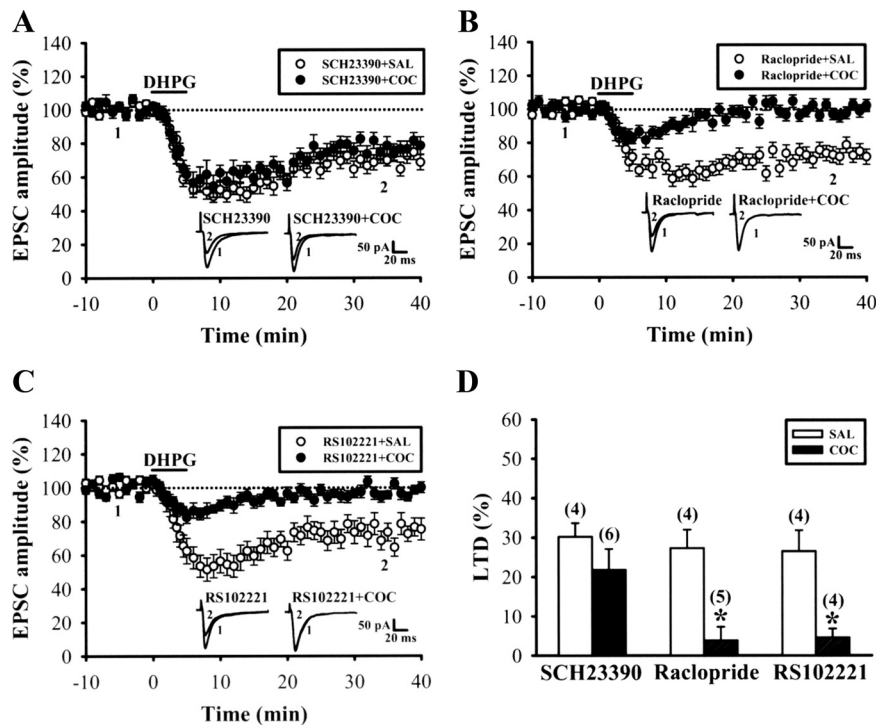 A
EPSC amplitude (%)
140
120
100
80
60
40
20
0
DHPG
SCH23390+SAL
SCH23390+COC
1
2
SCH23390
2
1
SCH23390+COC
2
1
50 pA
20 ms
-10 0 10 20 30 40
Time (min)
B
EPSC amplitude (%)
140
120
100
80
60
40
20
0
DHPG
Raclopride+SAL
Raclopride+COC
1
2
Raclopride
2
1
Raclopride+COC
2
1
50 pA
20 ms
-10 0 10 20 30 40
Time (min)
C
EPSC amplitude (%)
140
120
100
80
60
40
20
0
DHPG
RS102221+SAL
RS102221+COC
1
2
RS102221
2
1
RS102221+COC
2
1
50 pA
20 ms
-10 0 10 20 30 40
Time (min)
D
LTD (%)
60
50
40
30
20
10
0
SAL
COC
(4)
(6)
(4)
(5)
*
(4)
(4)
*
SCH23390 Raclopride RS102221